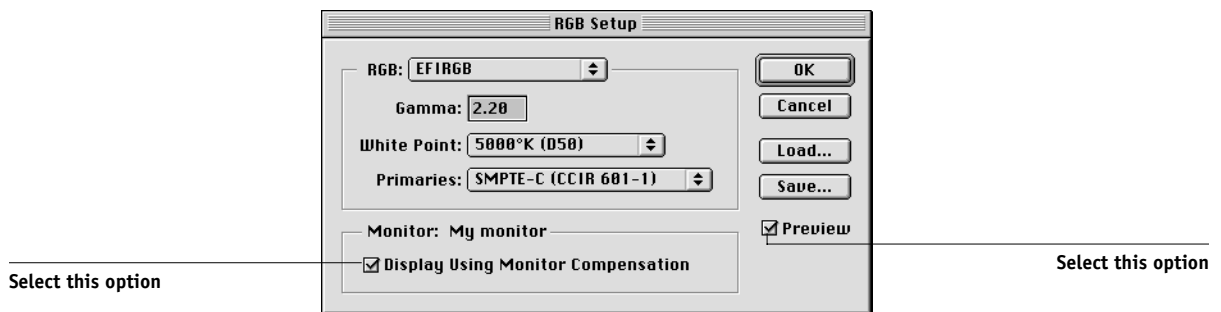 RGB Setup
RGB: EFIRGB
Gamma: 2.20
White Point: 5000°K (D50)
Primaries: SMPTE-C (CCIR 601-1)
OK
Cancel
Load...
Save...
Preview
Monitor: My monitor
Display Using Monitor Compensation
Select this option
Select this option